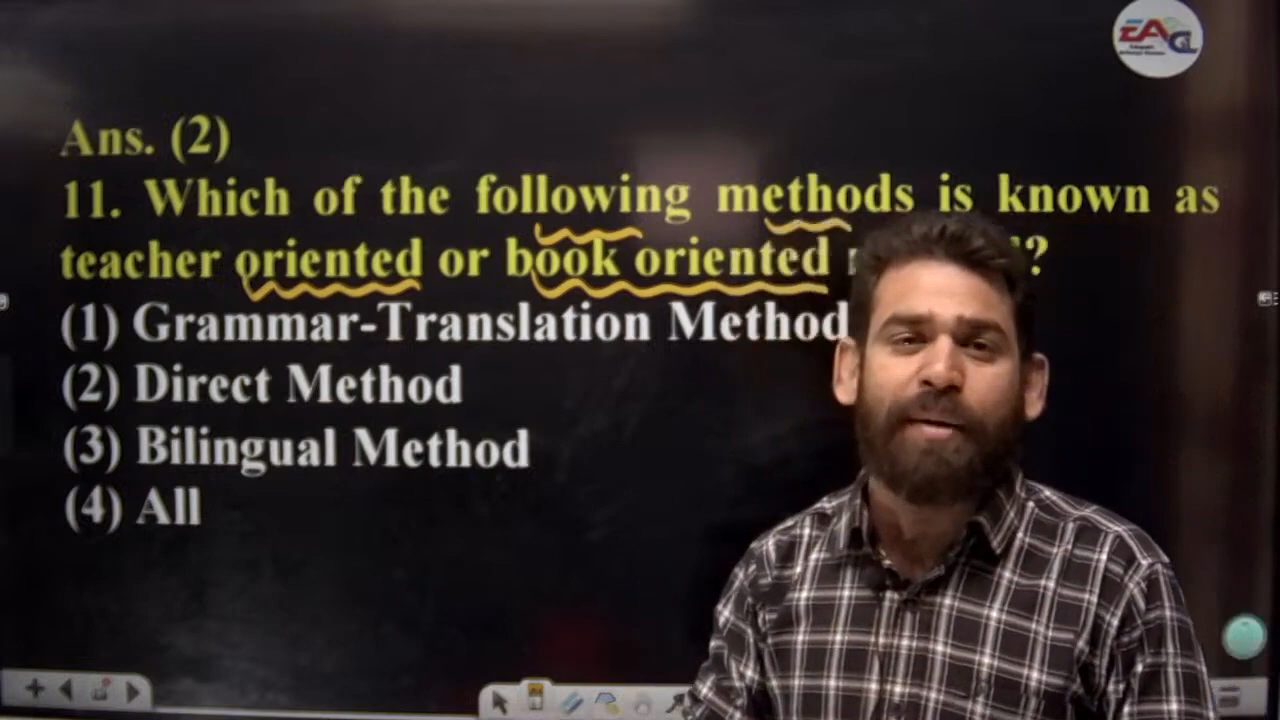 EAGL
Ans. (2)
11. Which of the following methods is known as
teacher oriented or book oriented ?
(1) Grammar-Translation Method
(2) Direct Method
(3) Bilingual Method
(4) All